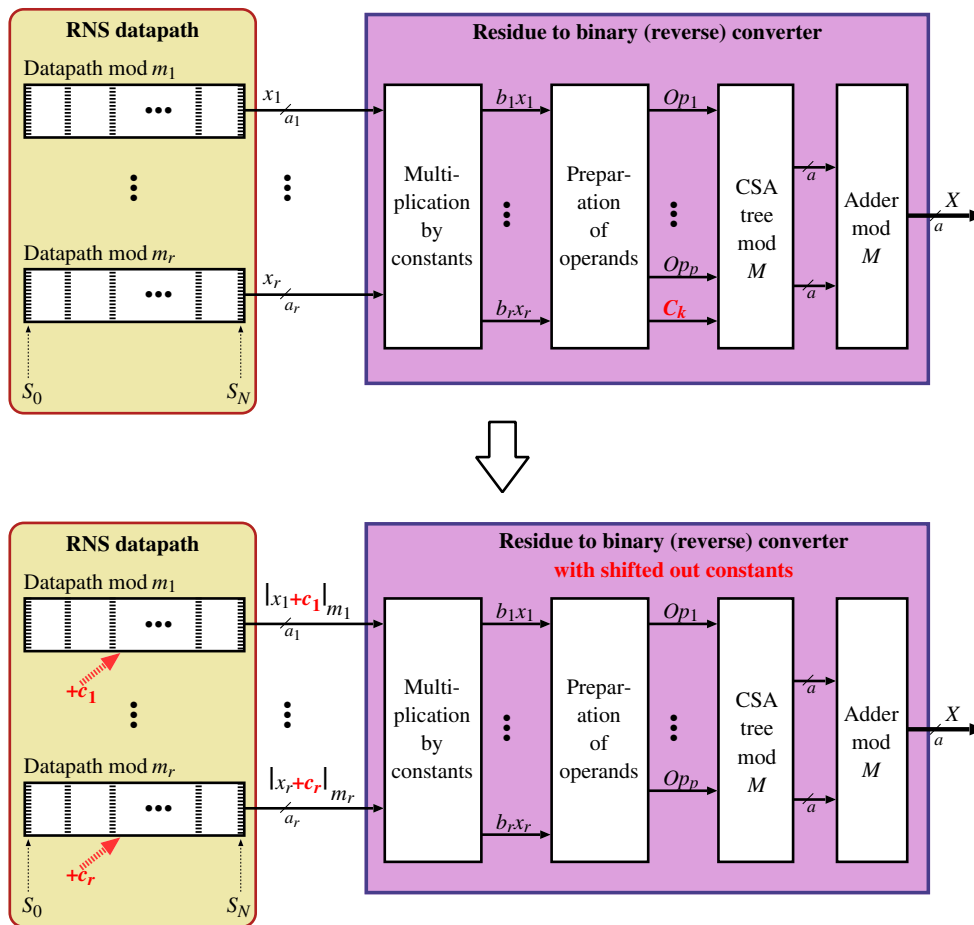 RNS datapath
Residue to binary (reverse) converter
Datapath mod m₁
x₁
a₁
b₁x₁
Op₁
Multi-
plication
by
constants
Prepar-
ation
of
operands
CSA
tree
mod
M
a
a
Adder
mod
M
X
a
Datapath mod mᵣ
xᵣ
aᵣ
bᵣxᵣ
Opₚ
Cₖ
S₀
S_N
RNS datapath
Residue to binary (reverse) converter
with shifted out constants
Datapath mod m₁
|x₁+c₁|m₁
a₁
+c₁
b₁x₁
Op₁
Multi-
plication
by
constants
Prepar-
ation
of
operands
CSA
tree
mod
M
a
a
Adder
mod
M
X
a
Datapath mod mᵣ
|xᵣ+cᵣ|mᵣ
aᵣ
+cᵣ
bᵣxᵣ
Opₚ
S₀
S_N